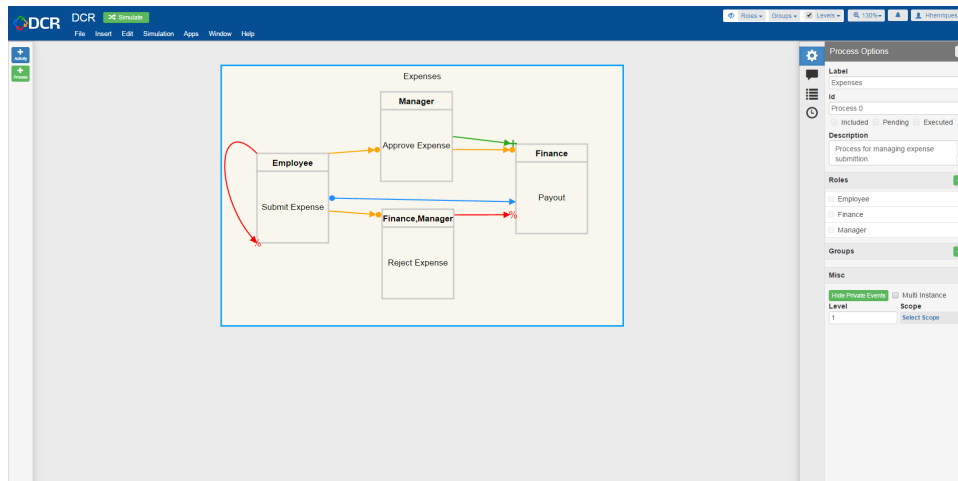 DCR
DCR
Simulate
Roles
Groups
Levels
130%
Hhenriques
File Insert Edit Simulation Apps Window Help
Activity
Process
Expenses
Manager
Approve Expense
Employee
Submit Expense
Finance
Payout
Finance,Manager
Reject Expense
%
%
Process Options
Label
Expenses
Id
Process 0
Included Pending Executed
Description
Process for managing expense
submittion
Roles
Employee
Finance
Manager
Groups
Misc
Hide Private Events Multi Instance
Level Scope
1 Select Scope